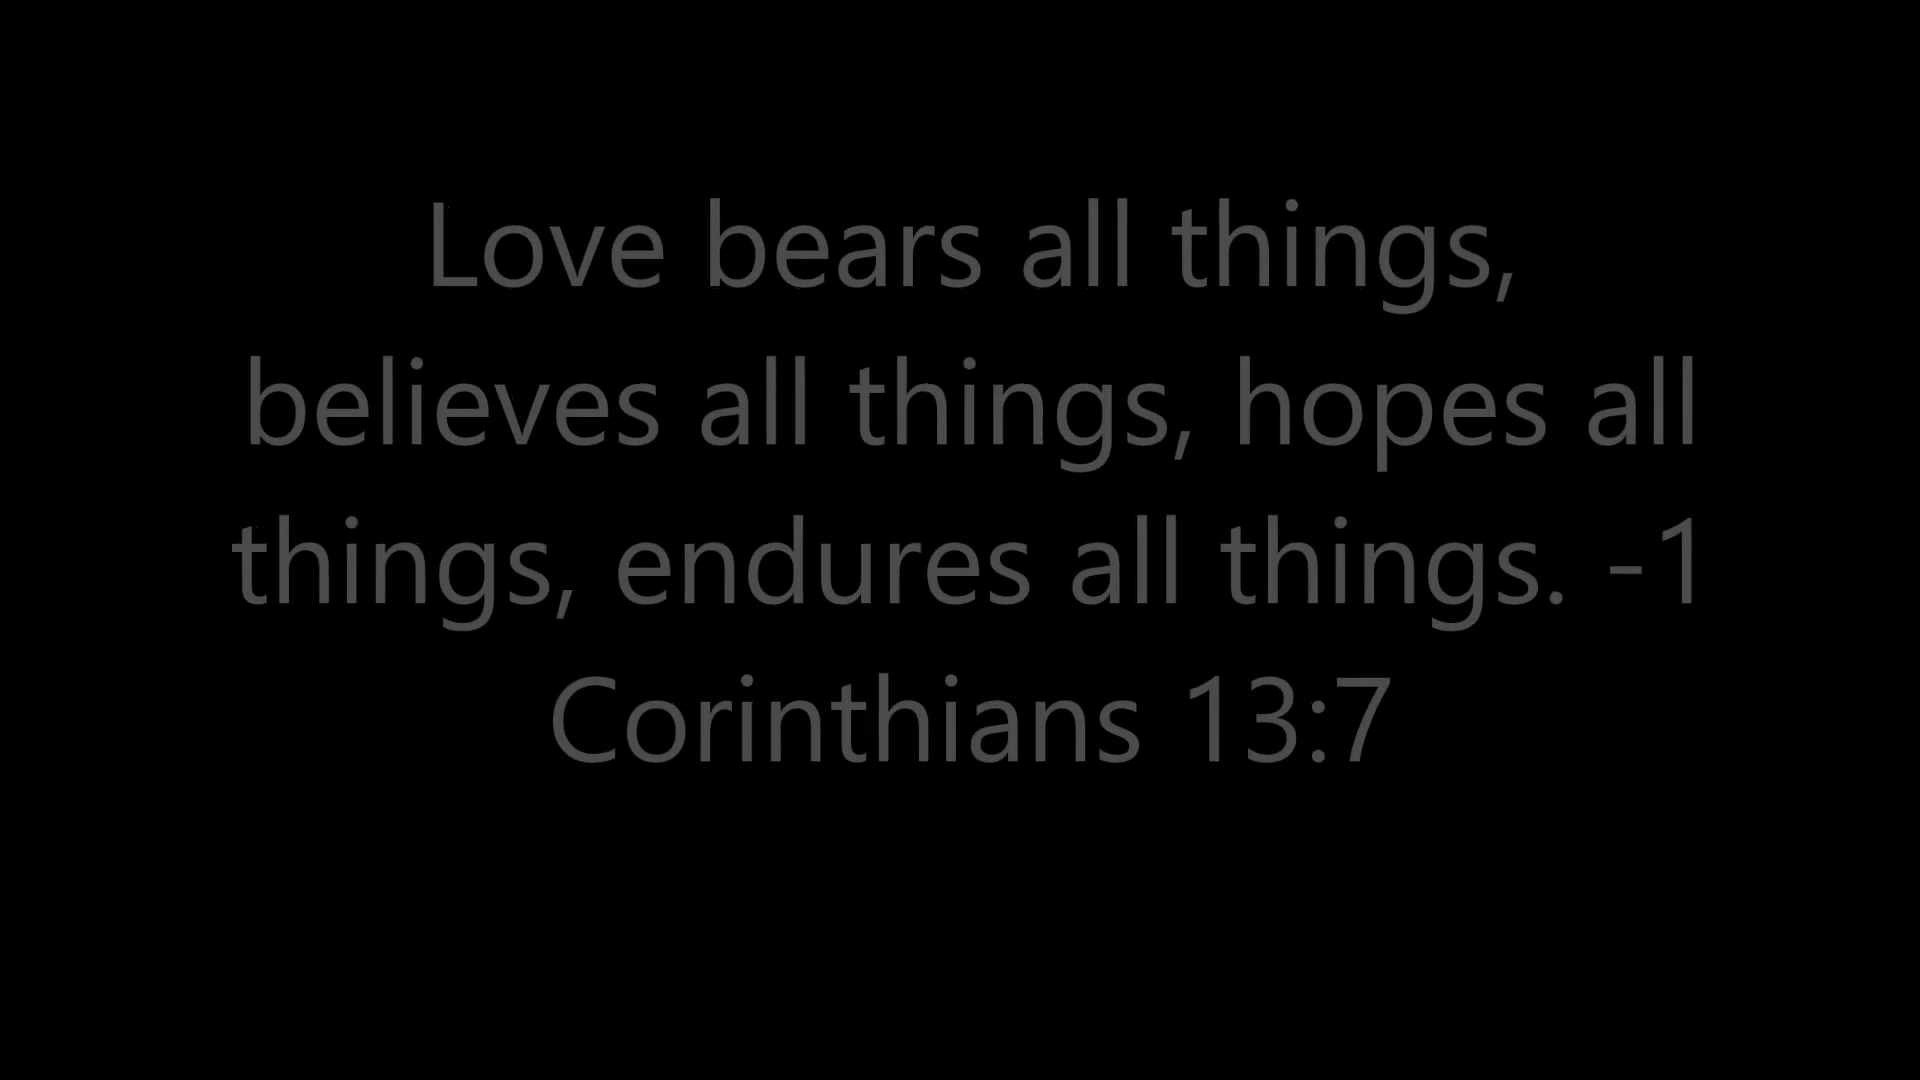 Love bears all things,
believes all things, hopes all
things, endures all things. -1
Corinthians 13:7